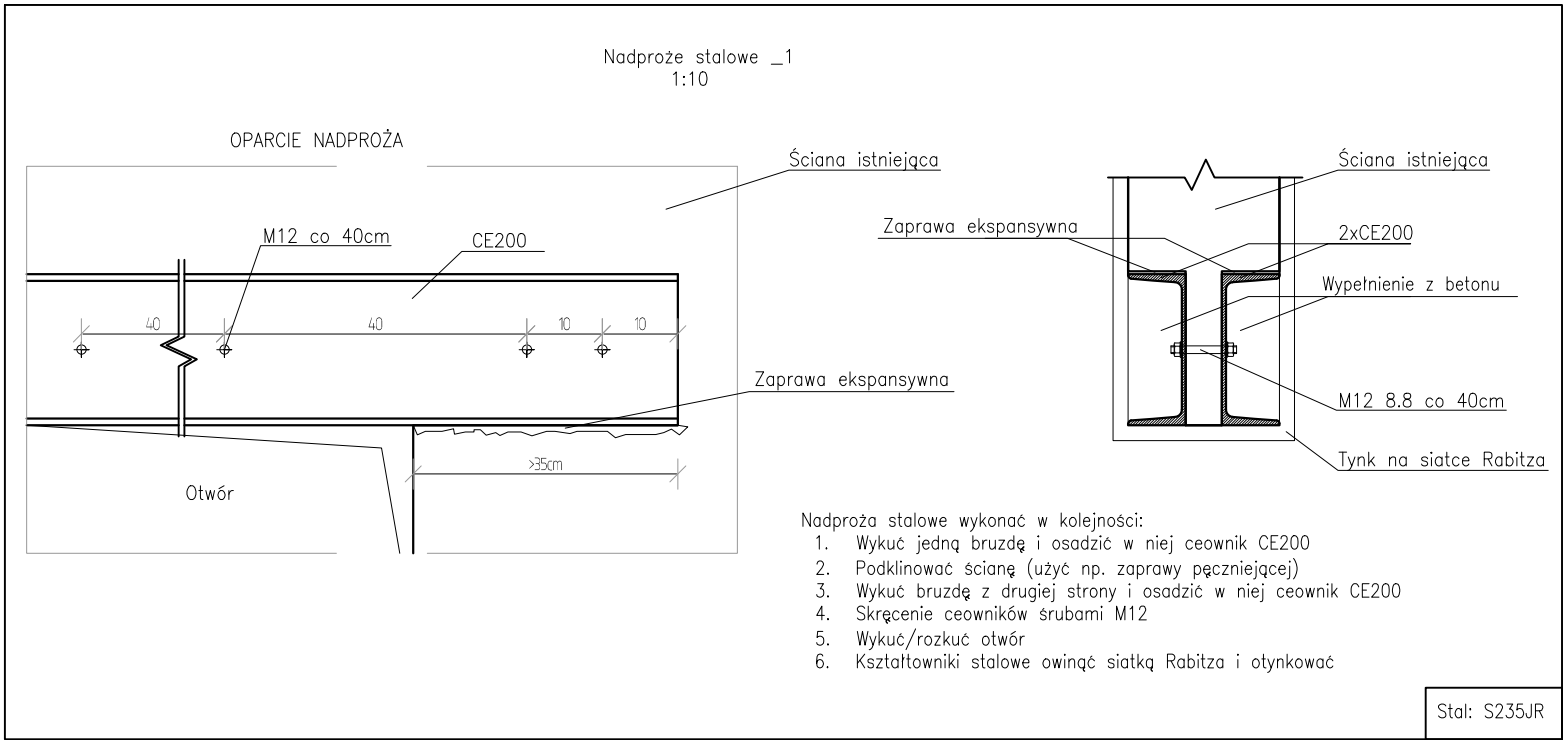 Nadproże stalowe _1
1:10
OPARCIE NADPROŻA
Ściana istniejąca
Ściana istniejąca
M12 co 40cm
CE200
Zaprawa ekspansywna
2xCE200
Wypełnienie z betonu
40
40
10
10
Zaprawa ekspansywna
M12 8.8 co 40cm
>35cm
Tynk na siatce Rabitza
Otwór
Nadproża stalowe wykonać w kolejności:
1. Wykuć jedną bruzdę i osadzić w niej ceownik CE200
2. Podklinować ścianę (użyć np. zaprawy pęczniejącej)
3. Wykuć bruzdę z drugiej strony i osadzić w niej ceownik CE200
4. Skręcenie ceowników śrubami M12
5. Wykuć/rozkuć otwór
6. Kształtowniki stalowe owinąć siatką Rabitza i otynkować
Stal: S235JR